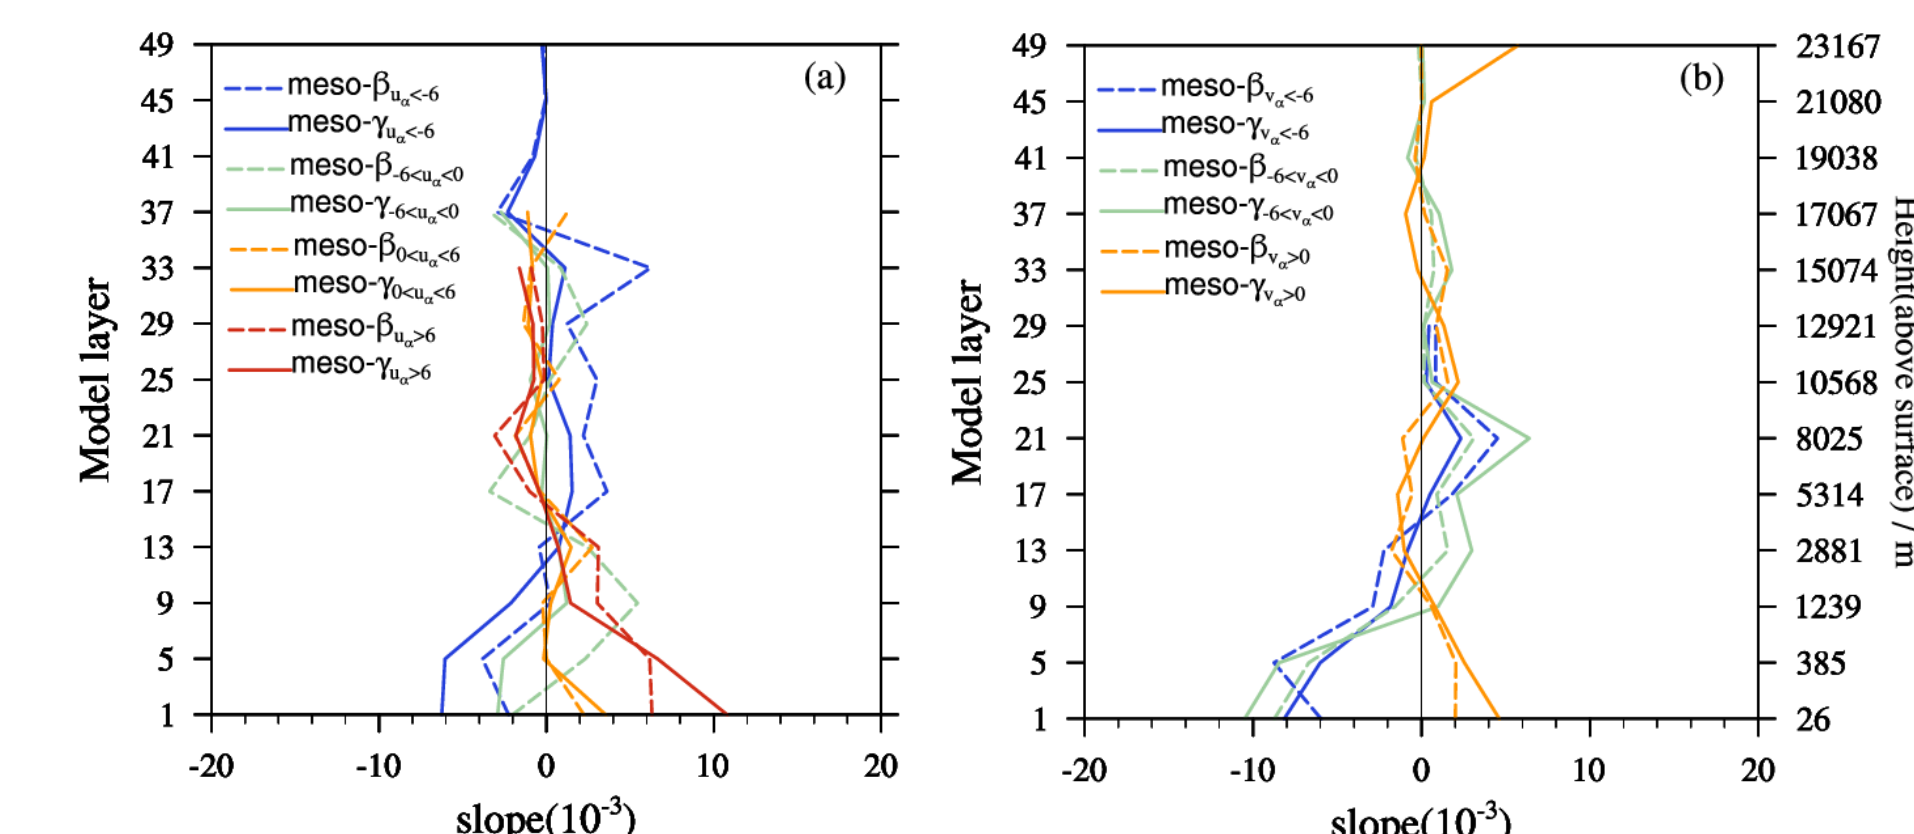 (a)
49
45
41
37
33
29
25
21
17
13
9
5
1
Model layer
meso-βuα<-6
meso-γuα<-6
meso-β-6<uα<0
meso-γ-6<uα<0
meso-β0<uα<6
meso-γ0<uα<6
meso-βuα>6
meso-γuα>6
-20 -10 0 10 20
slope(10-3)
(b)
49
45
41
37
33
29
25
21
17
13
9
5
1
Model layer
meso-βvα<-6
meso-γvα<-6
meso-β-6<vα<0
meso-γ-6<vα<0
meso-βvα>0
meso-γvα>0
-20 -10 0 10 20
slope(10-3)
23167
21080
19038
17067
15074
12921
10568
8025
5314
2881
1239
385
26
Height(above surface) / m